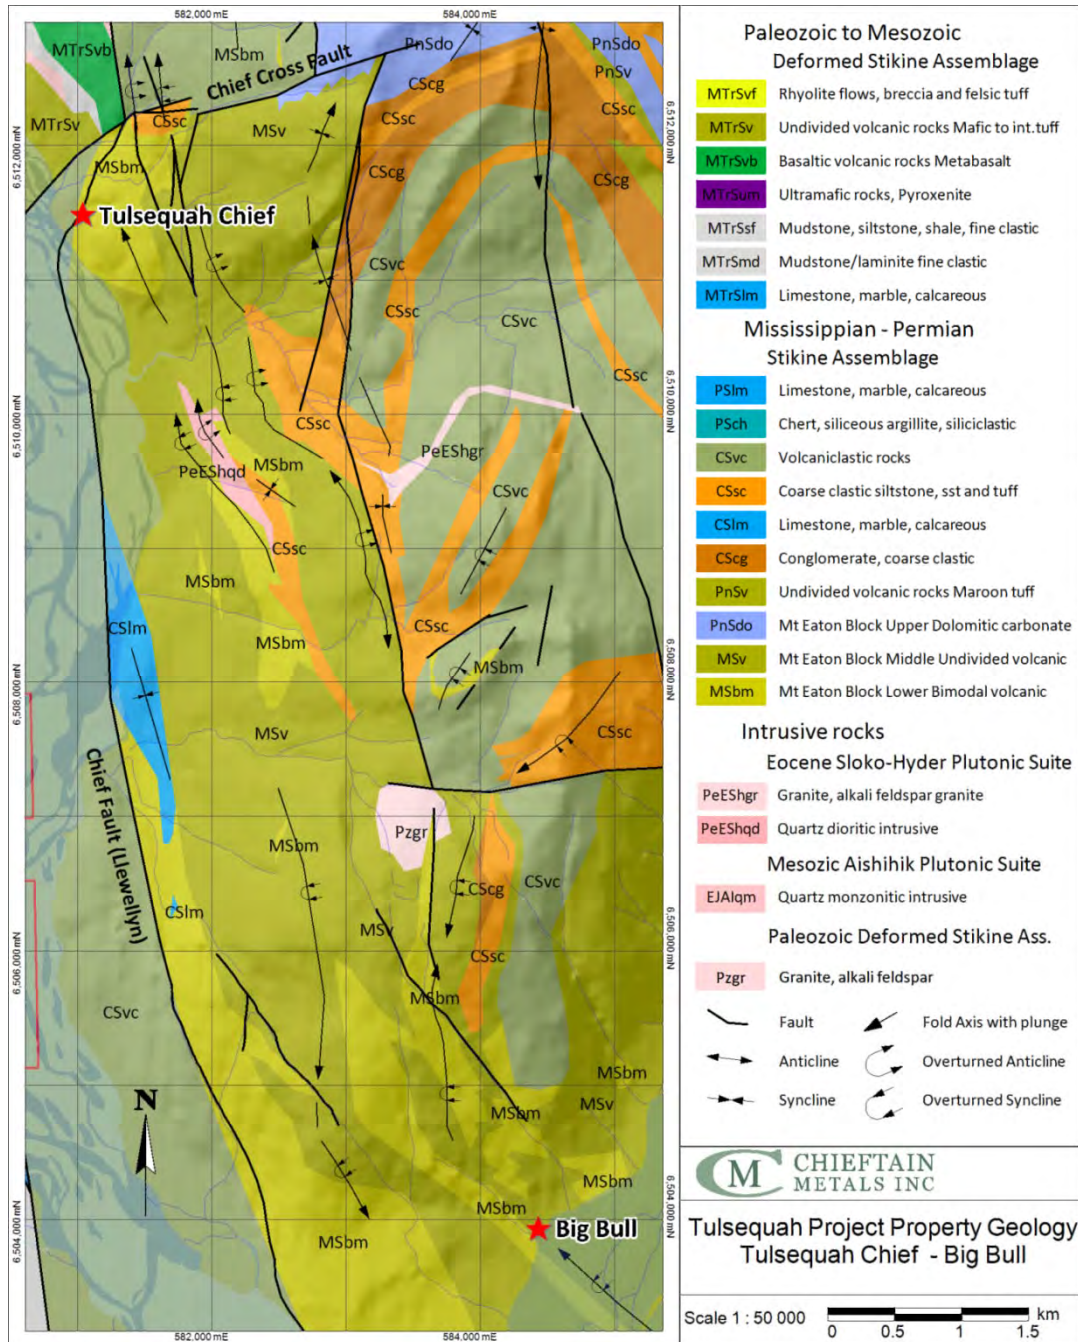 582,000 mE
584,000 mE
MTrSvb
MSbm
PnSdo
PnSdo
Chief Cross Fault
CScg
PnSv
MTrSv
CSsc
MSv
CSsc
CSsc
6,512,000 mN
6,512,000 mN
MSbm
CScg
CScg
Tulsequah Chief
CSvc
CSsc
CSvc
CSsc
6,510,000 mN
6,510,000 mN
CSsc
PeEShgr
MSbm
PeEShqd
CSvc
CSsc
MSbm
CSlm
MSbm
CSsc
MSbm
6,508,000 mN
6,508,000 mN
MSv
CSsc
Chief Fault (Llewellyn)
Pzgr
MSbm
CScg
CSvc
CSlm
MSv
CSsc
6,506,000 mN
6,506,000 mN
MSbm
CSvc
MSbm
N
MSbm
MSv
MSbm
MSbm
6,504,000 mN
6,504,000 mN
Big Bull
MSbm
582,000 mE
584,000 mE
Paleozoic to Mesozoic
Deformed Stikine Assemblage
MTrSvf Rhyolite flows, breccia and felsic tuff
MTrSv Undivided volcanic rocks Mafic to int.tuff
MTrSvb Basaltic volcanic rocks Metabasalt
MTrSum Ultramafic rocks, Pyroxenite
MTrSsf Mudstone, siltstone, shale, fine clastic
MTrSmd Mudstone/laminite fine clastic
MTrSlm Limestone, marble, calcareous
Mississippian - Permian
Stikine Assemblage
PSlm Limestone, marble, calcareous
PSch Chert, siliceous argillite, siliciclastic
CSvc Volcaniclastic rocks
CSsc Coarse clastic siltstone, sst and tuff
CSlm Limestone, marble, calcareous
CScg Conglomerate, coarse clastic
PnSv Undivided volcanic rocks Maroon tuff
PnSdo Mt Eaton Block Upper Dolomitic carbonate
MSv Mt Eaton Block Middle Undivided volcanic
MSbm Mt Eaton Block Lower Bimodal volcanic
Intrusive rocks
Eocene Sloko-Hyder Plutonic Suite
PeEShgr Granite, alkali feldspar granite
PeEShqd Quartz dioritic intrusive
Mesozic Aishihik Plutonic Suite
EJAIqm Quartz monzonitic intrusive
Paleozoic Deformed Stikine Ass.
Pzgr Granite, alkali feldspar
Fault Fold Axis with plunge
Anticline Overturned Anticline
Syncline Overturned Syncline
CM CHIEFTAIN
METALS INC
Tulsequah Project Property Geology
Tulsequah Chief - Big Bull
Scale 1 : 50 000
km
0 0.5 1 1.5